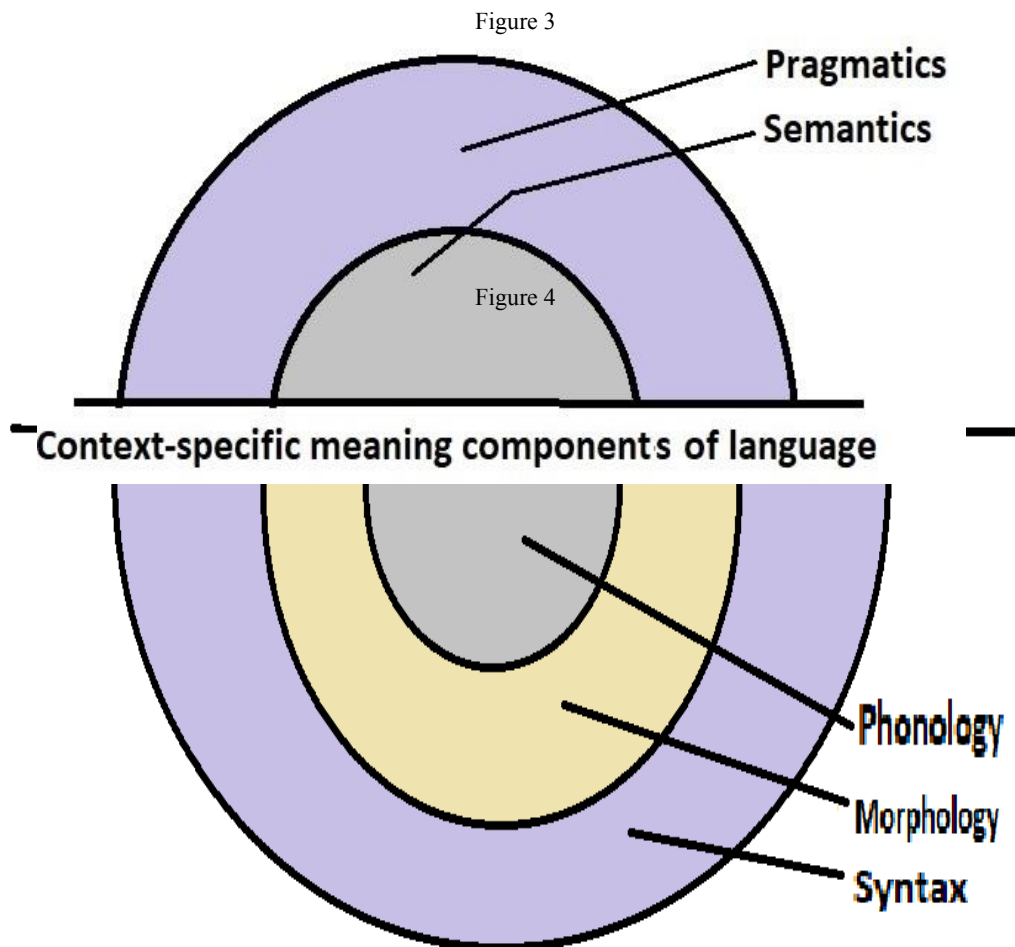 Figure 3
Pragmatics
Semantics
Figure 4
Context-specific meaning components of language
Phonology
Morphology
Syntax